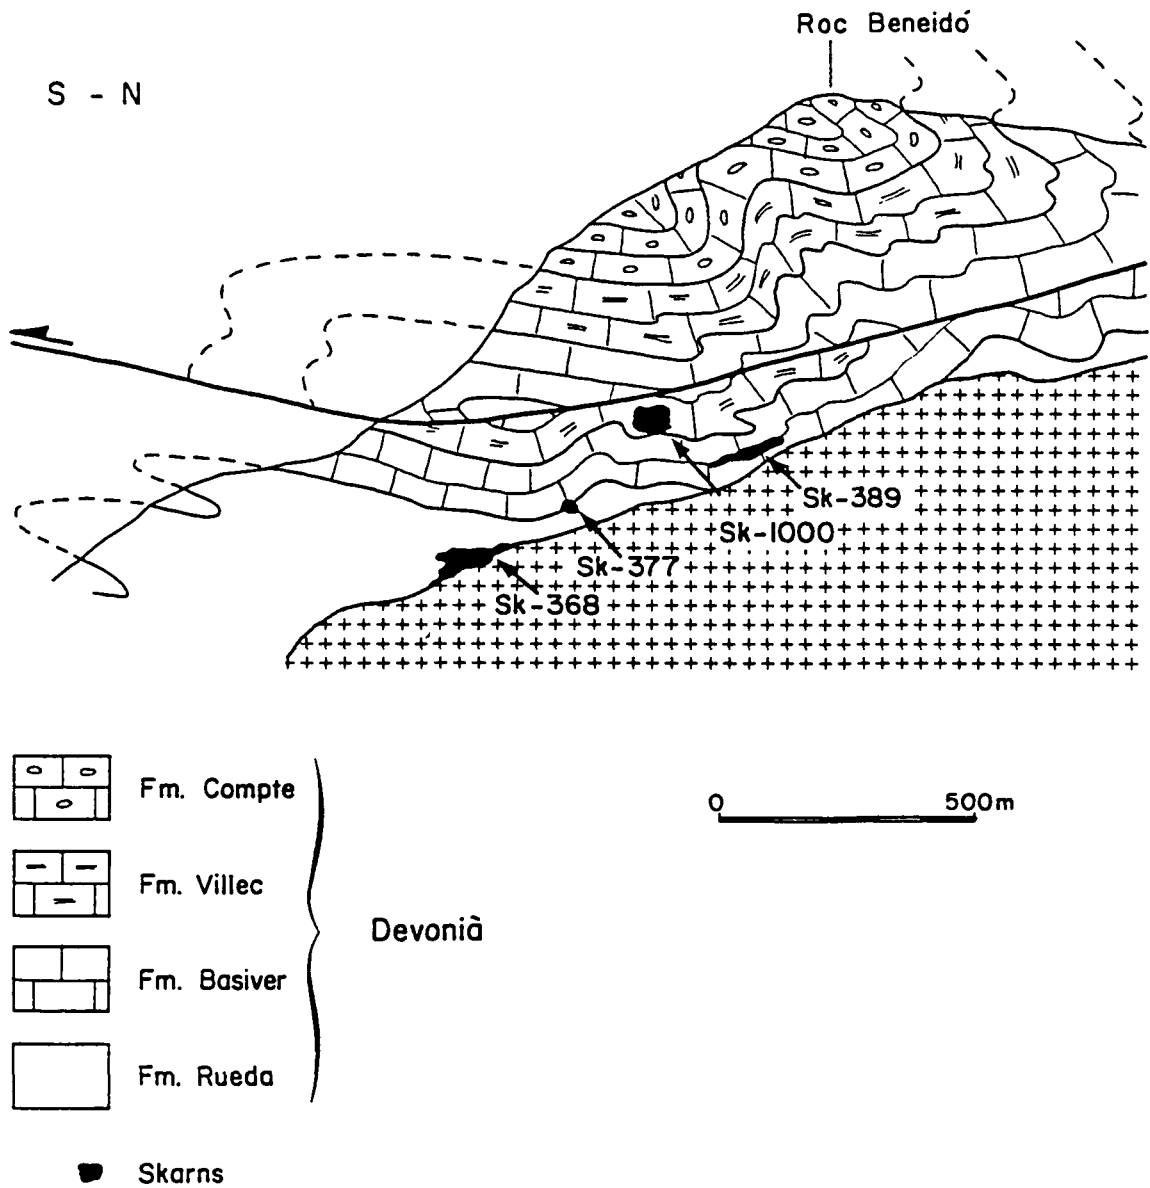 Roc Beneidó
S - N
Sk-389
Sk-1000
Sk-377
Sk-368
Fm. Compte
0 500m
Fm. Villec
Devonià
Fm. Basiver
Fm. Rueda
Skarns